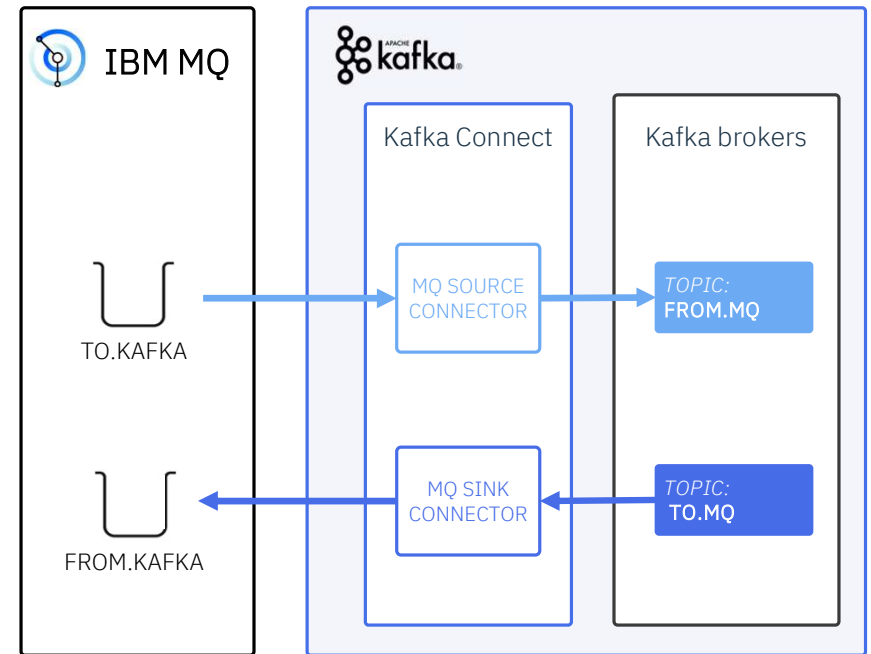 IBM MQ
APACHE
kafka®
Kafka Connect
Kafka brokers
TO.KAFKA
MQ SOURCE
CONNECTOR
TOPIC:
FROM.MQ
FROM.KAFKA
MQ SINK
CONNECTOR
TOPIC:
TO.MQ